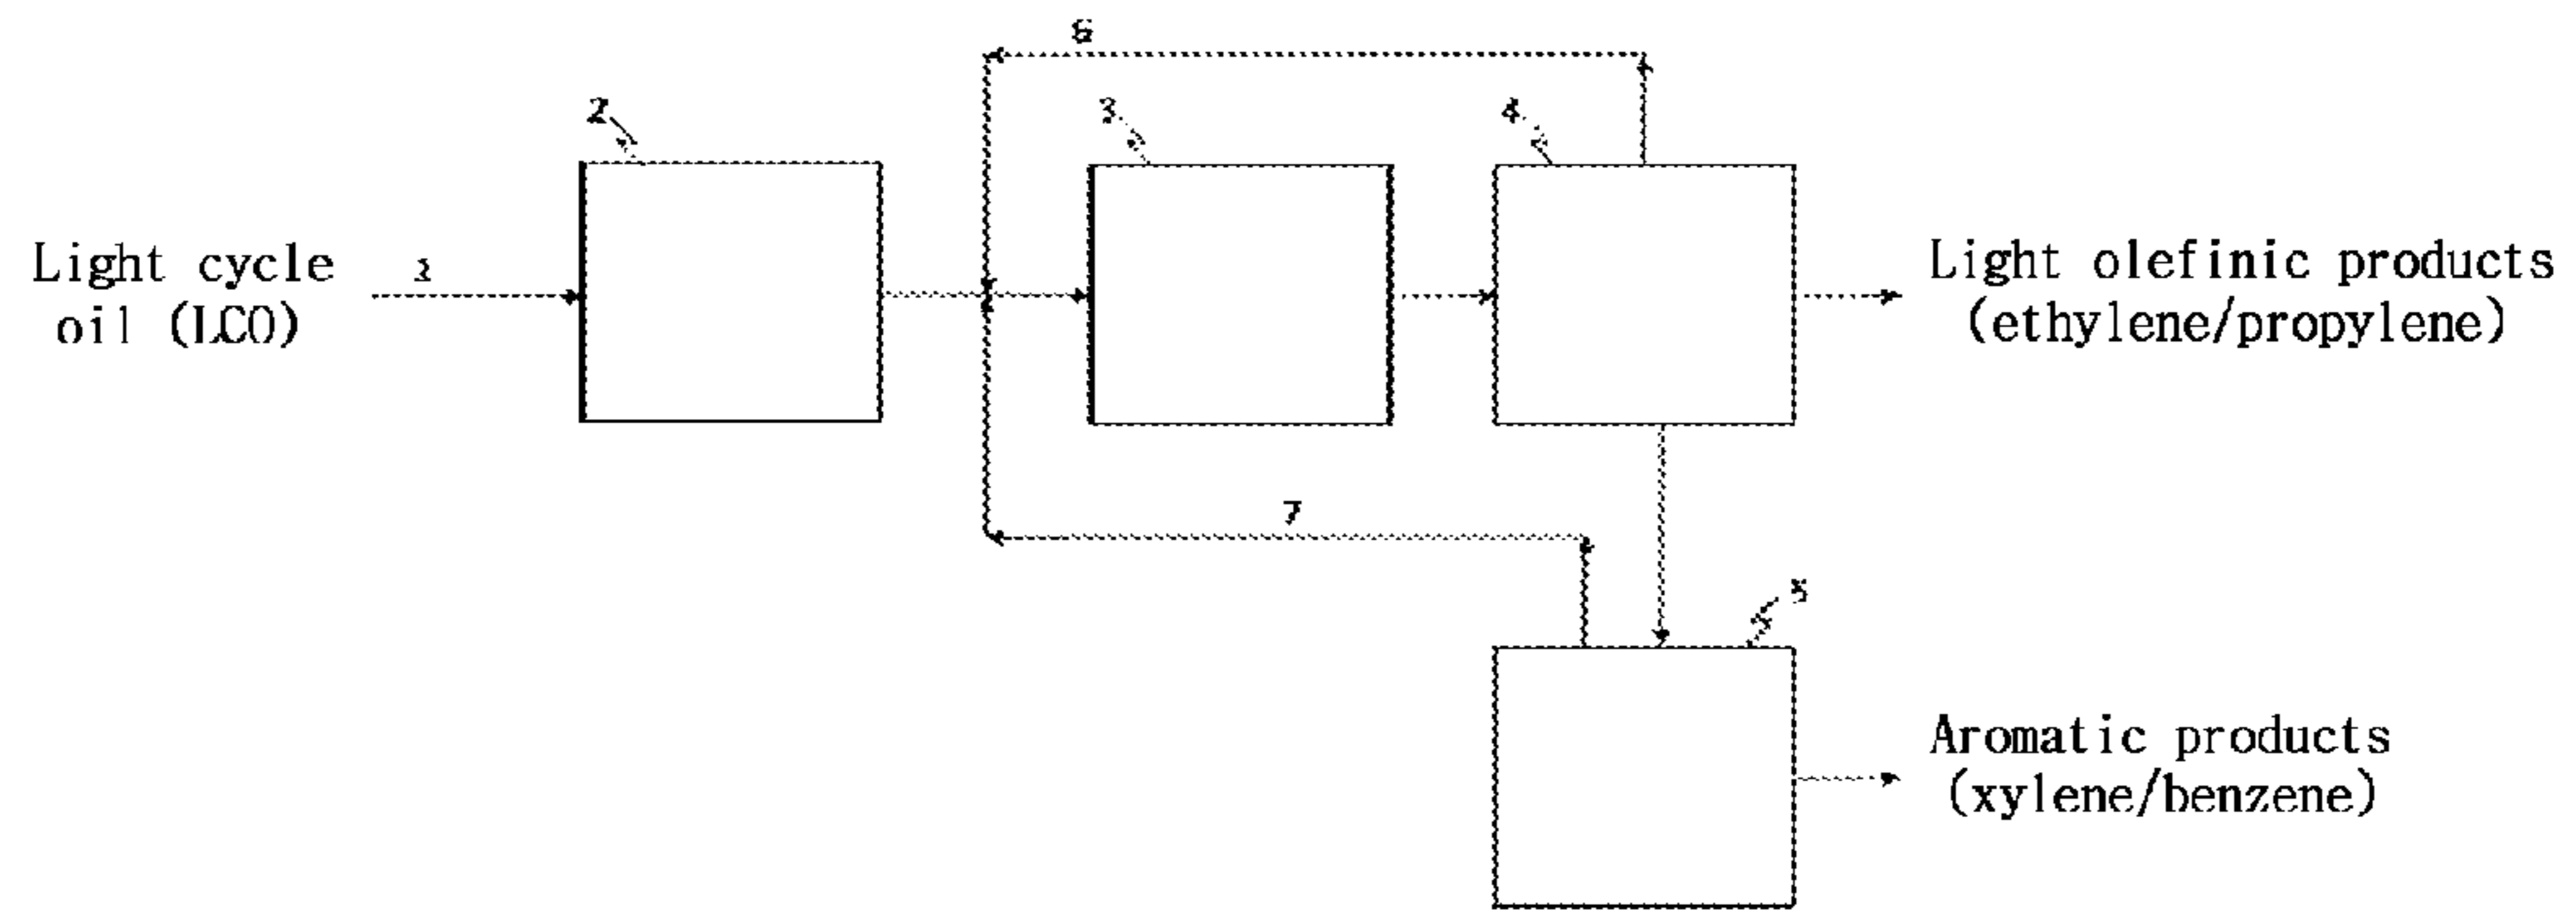 6
2
3
4
Light cycle
oil (LCO)
1
Light olefinic products
(ethylene/propylene)
7
5
Aromatic products
(xylene/benzene)